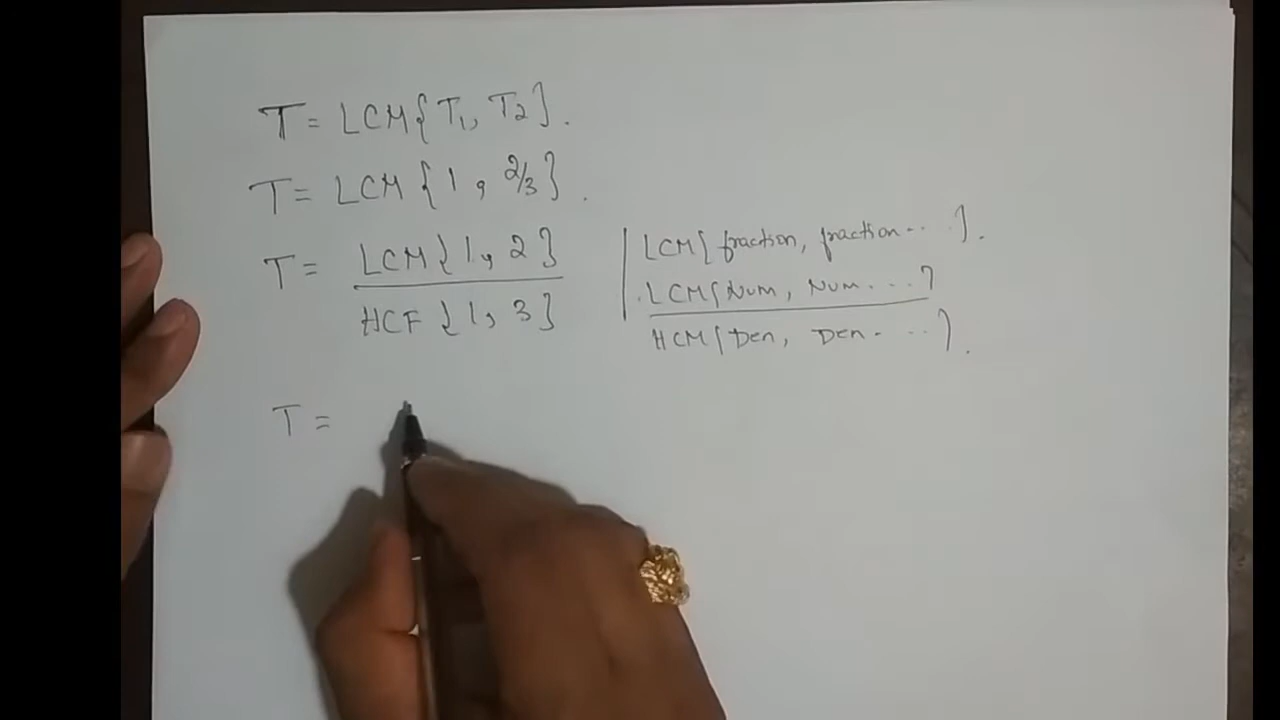 T = LCM{T1, T2}.
T = LCM{1, 2/3}.
T = LCM{1, 2}
HCF{1, 3}
LCM{fraction, fraction.. }.
LCM{Num, Num...}
HCM{Den, Den- ...}.
T =